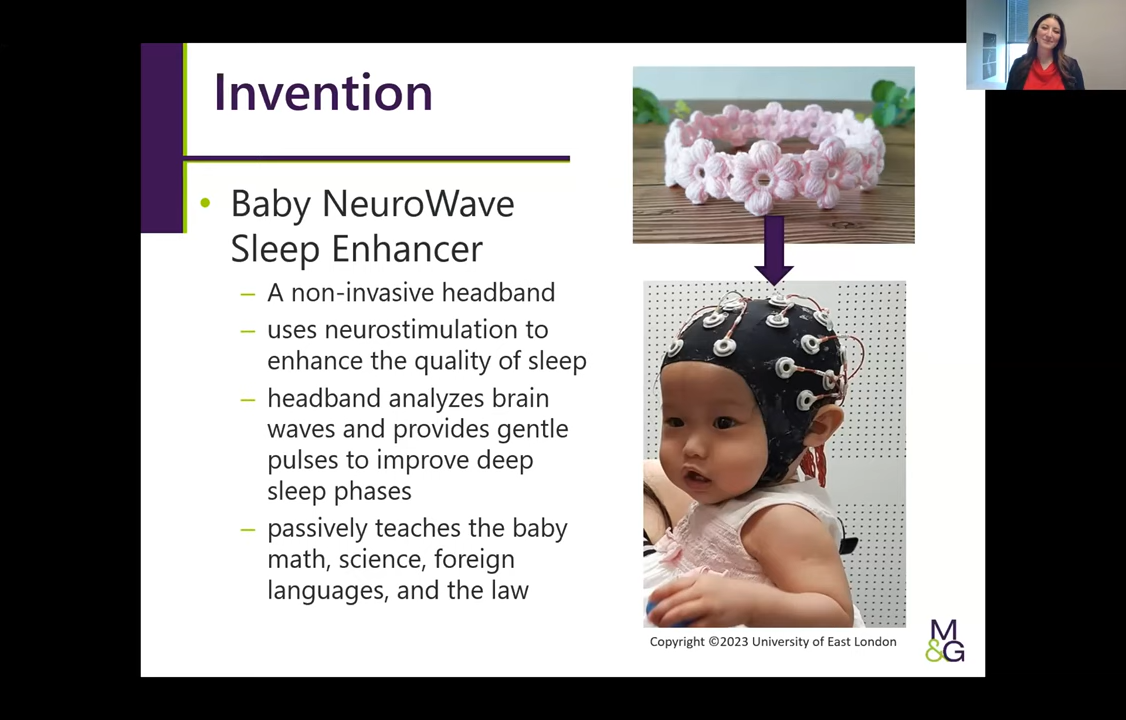 Invention
• Baby NeuroWave
Sleep Enhancer
– A non-invasive headband
– uses neurostimulation to
enhance the quality of sleep
– headband analyzes brain
waves and provides gentle
pulses to improve deep
sleep phases
– passively teaches the baby
math, science, foreign
languages, and the law
Copyright ©2023 University of East London
M
&G